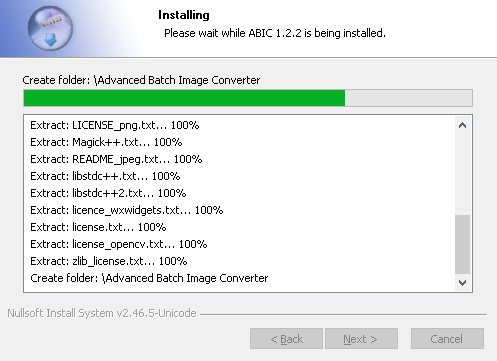 Installing
Please wait while ABIC 1.2.2 is being installed.
Create folder: \Advanced Batch Image Converter
Extract: LICENSE_png.txt... 100%
Extract: Magick++.txt... 100%
Extract: README_jpeg.txt... 100%
Extract: libstdc++.txt... 100%
Extract: libstdc++2.txt... 100%
Extract: licence_wxwidgets.txt... 100%
Extract: license.txt... 100%
Extract: license_opencv.txt... 100%
Extract: zlib_license.txt... 100%
Create folder: \Advanced Batch Image Converter
Nullsoft Install System v2.46.5-Unicode
< Back
Next >
Cancel